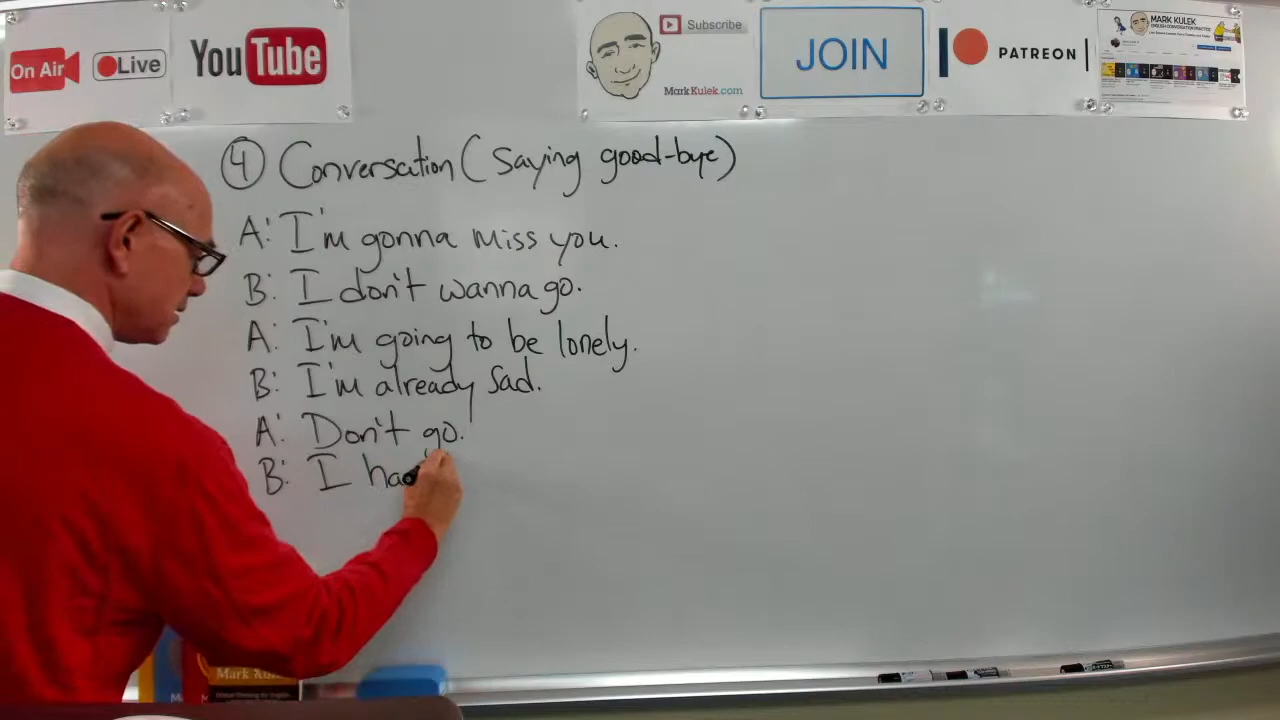 On Air
Live
YouTube
Subscribe
MarkKulek.com
JOIN
PATREON
MARK KULEK
④ Conversation (Saying good-bye)
A: I'm gonna miss you.
B: I don't wanna go.
A: I'm going to be lonely.
B: I'm already sad.
A: Don't go.
B: I ha